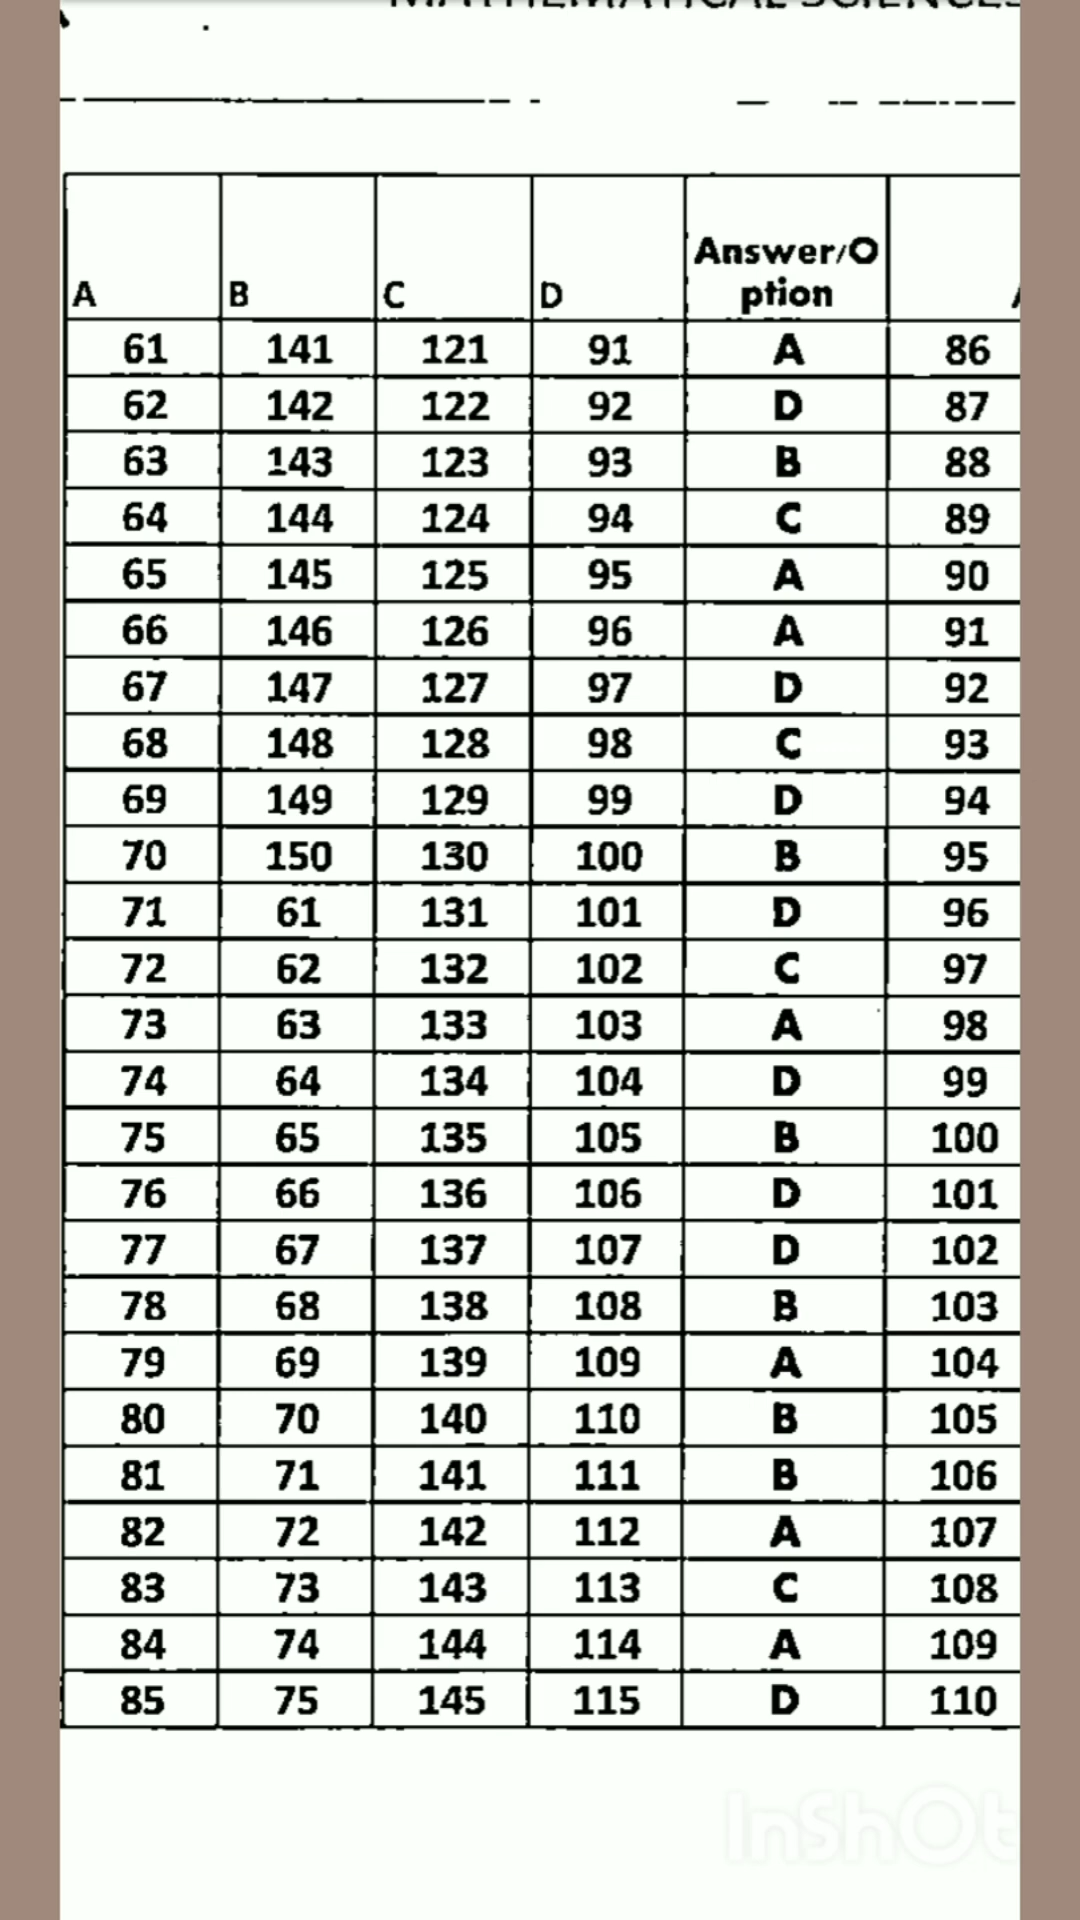 MATHEMATICAL SCIENCES
A B C D Answer/O
ption
61 141 121 91 A 86
62 142 122 92 D 87
63 143 123 93 B 88
64 144 124 94 C 89
65 145 125 95 A 90
66 146 126 96 A 91
67 147 127 97 D 92
68 148 128 98 C 93
69 149 129 99 D 94
70 150 130 100 B 95
71 61 131 101 D 96
72 62 132 102 C 97
73 63 133 103 A 98
74 64 134 104 D 99
75 65 135 105 B 100
76 66 136 106 D 101
77 67 137 107 D 102
78 68 138 108 B 103
79 69 139 109 A 104
80 70 140 110 B 105
81 71 141 111 B 106
82 72 142 112 A 107
83 73 143 113 C 108
84 74 144 114 A 109
85 75 145 115 D 110
InShOt